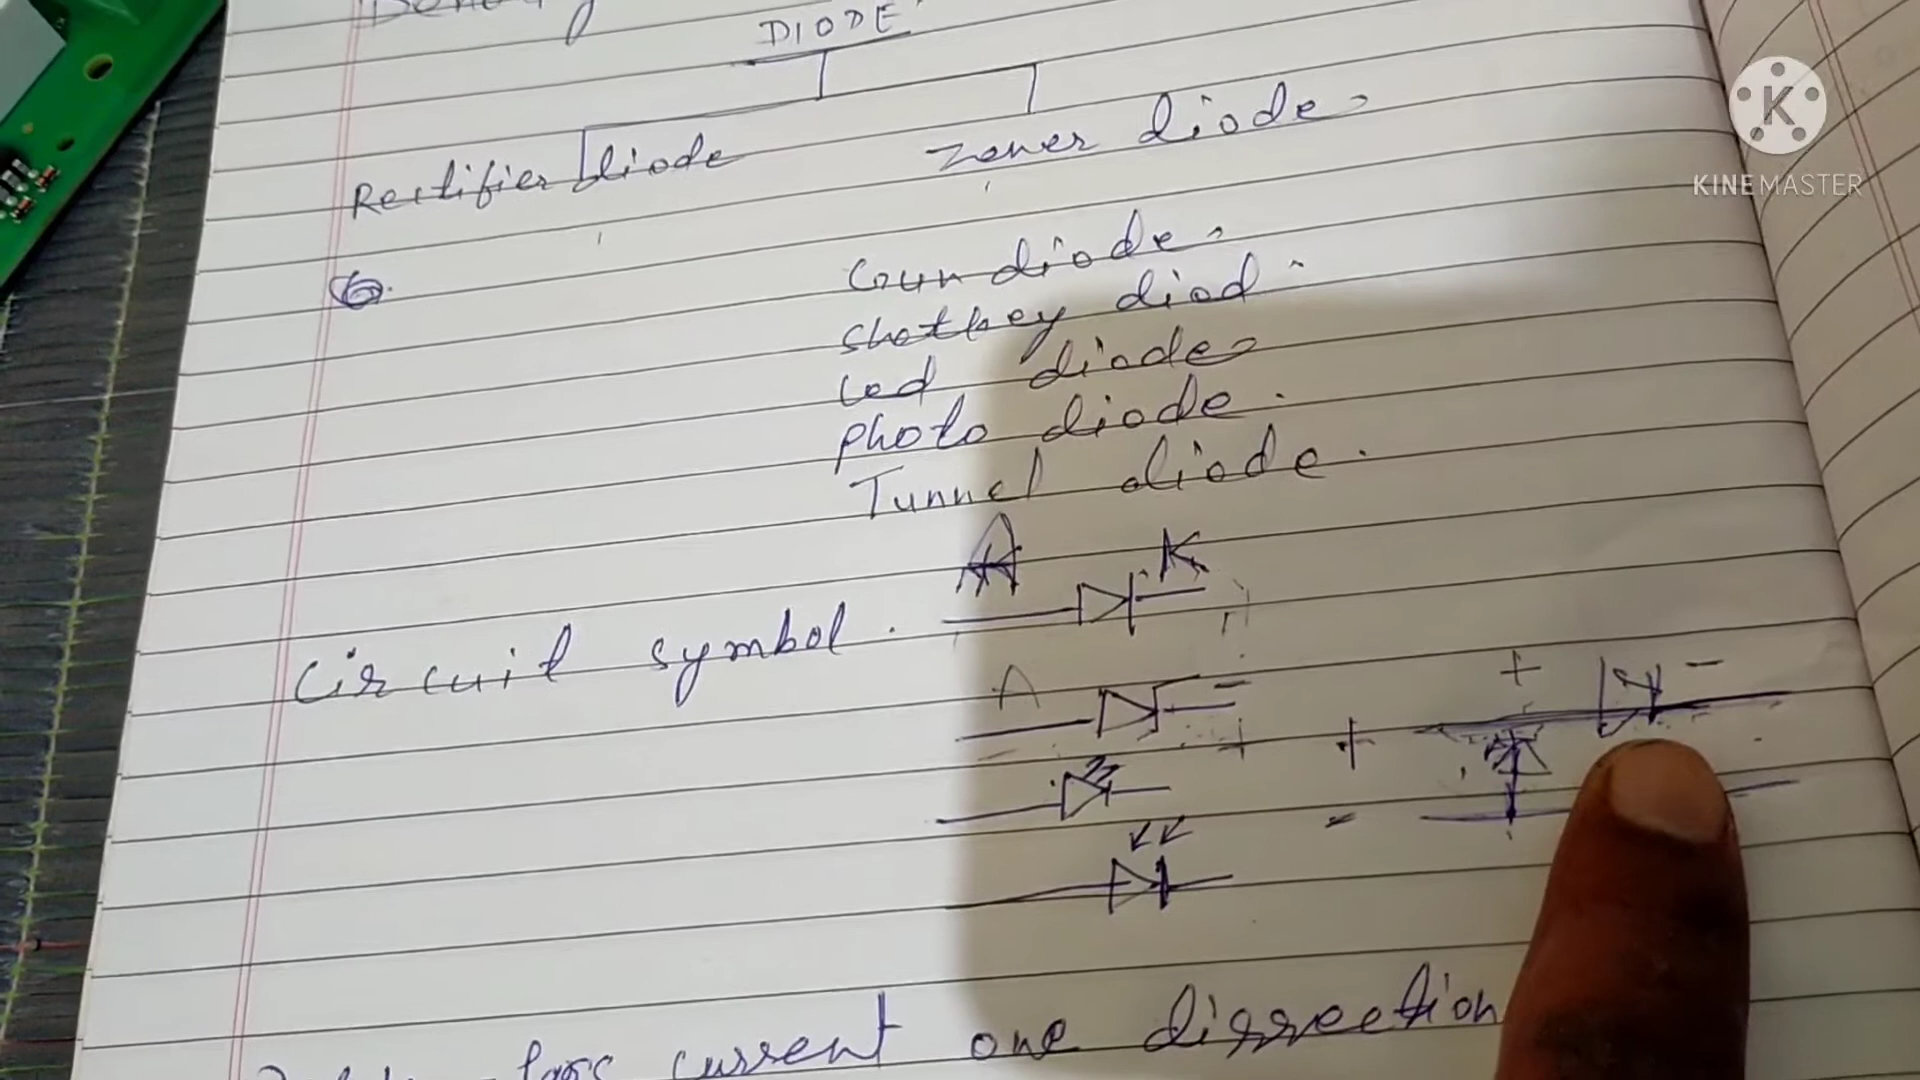 DIODE
Rectifier diode
zener diode
K
KINEMASTER
Gun diode.
shotkey diod.
Led diode
photo diode.
Tunnel diode.
A K
Circuit symbol.
+ -
A -
+ +
-
current one dirrection